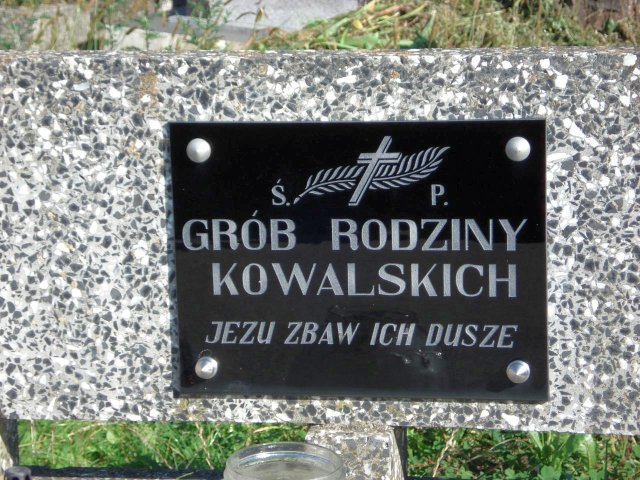 Ś. P.
GRÓB RODZINY
KOWALSKICH
JEZU ZBAW ICH DUSZE